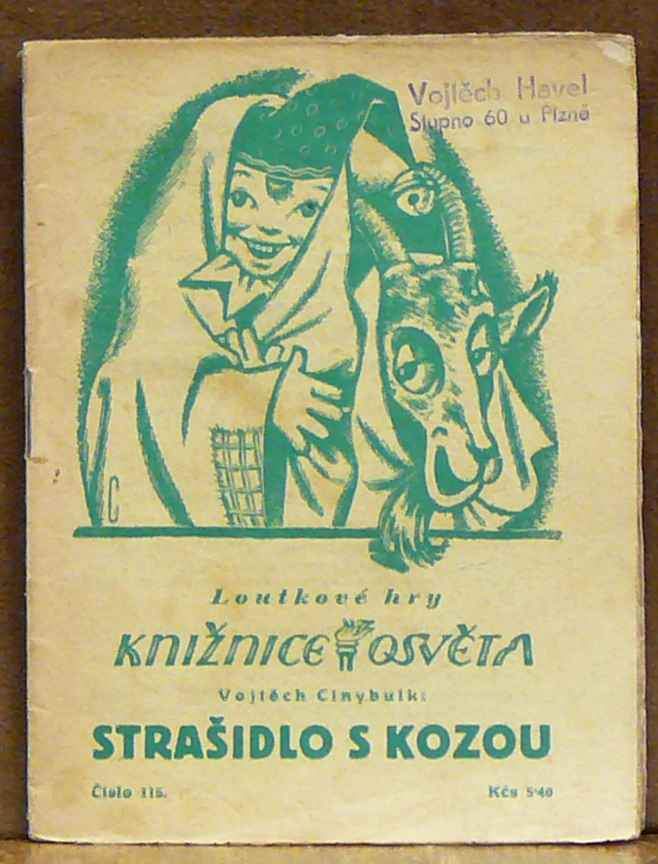 Vojtěch Havel
Stupno 60 u Plzně
C
Loutkové hry
KNIŽNICE OSVĚTA
Vojtěch Cinybulk:
STRAŠIDLO S KOZOU
Číslo 115.
Kčs 5·40